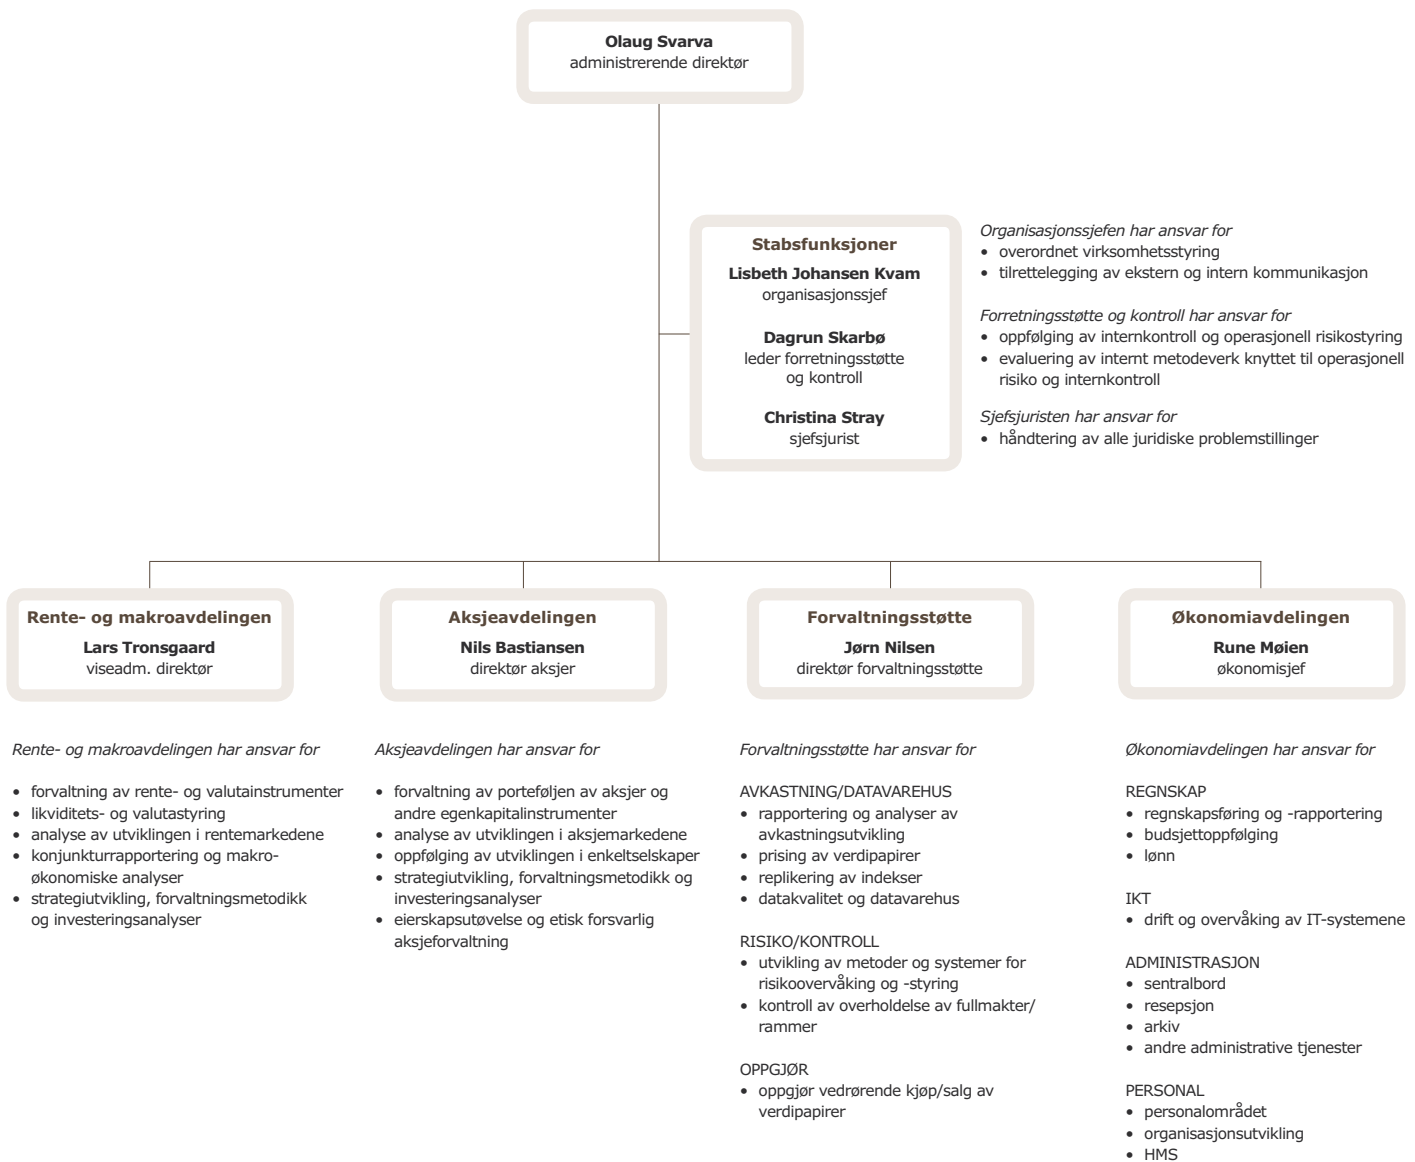 Olaug Svarva
administrerende direktør
Stabsfunksjoner
Lisbeth Johansen Kvam
organisasjonssjef
Dagrun Skarbø
leder forretningsstøtte
og kontroll
Christina Stray
sjefsjurist
Organisasjonssjefen har ansvar for
• overordnet virksomhetsstyring
• tilrettelegging av ekstern og intern kommunikasjon
Forretningsstøtte og kontroll har ansvar for
• oppfølging av internkontroll og operasjonell risikostyring
• evaluering av internt metodeverk knyttet til operasjonell
risiko og internkontroll
Sjefsjuristen har ansvar for
• håndtering av alle juridiske problemstillinger
Rente- og makroavdelingen
Lars Tronsgaard
viseadm. direktør
Rente- og makroavdelingen har ansvar for
• forvaltning av rente- og valutainstrumenter
• likviditets- og valutastyring
• analyse av utviklingen i rentemarkedene
• konjunkturrapportering og makro-
økonomiske analyser
• strategiutvikling, forvaltningsmetodikk
og investeringsanalyser
Aksjeavdelingen
Nils Bastiansen
direktør aksjer
Aksjeavdelingen har ansvar for
• forvaltning av porteføljen av aksjer og
andre egenkapitalinstrumenter
• analyse av utviklingen i aksjemarkedene
• oppfølging av utviklingen i enkeltselskaper
• strategiutvikling, forvaltningsmetodikk og
investeringsanalyser
• eierskapsutøvelse og etisk forsvarlig
aksjeforvaltning
Forvaltningsstøtte
Jørn Nilsen
direktør forvaltningsstøtte
Forvaltningsstøtte har ansvar for
AVKASTNING/DATAVAREHUS
• rapportering og analyser av
avkastningsutvikling
• prising av verdipapirer
• replikering av indekser
• datakvalitet og datavarehus
RISIKO/KONTROLL
• utvikling av metoder og systemer for
risikoovervåking og -styring
• kontroll av overholdelse av fullmakter/
rammer
OPPGJØR
• oppgjør vedrørende kjøp/salg av
verdipapirer
Økonomiavdelingen
Rune Møien
økonomisjef
Økonomiavdelingen har ansvar for
REGNSKAP
• regnskapsføring og -rapportering
• budsjettoppfølging
• lønn
IKT
• drift og overvåking av IT-systemene
ADMINISTRASJON
• sentralbord
• resepsjon
• arkiv
• andre administrative tjenester
PERSONAL
• personalområdet
• organisasjonsutvikling
• HMS